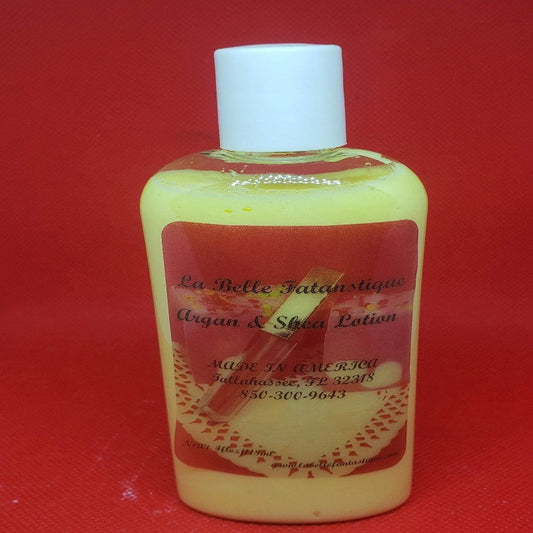 La Belle Fatanstique
Argan & Shea Lotion
MADE IN AMERICA
Tallahassee, FL 32318
850-300-9643